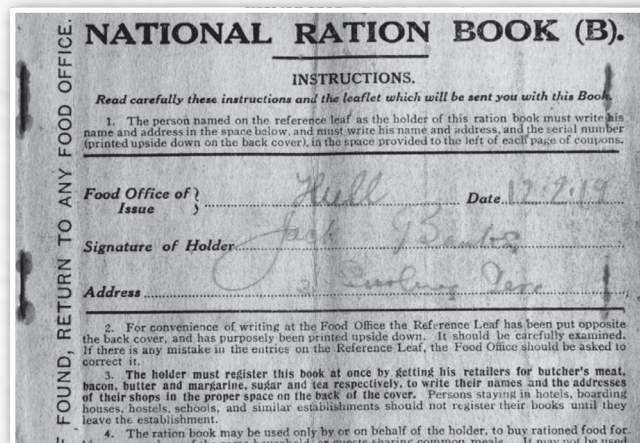 NATIONAL RATION BOOK (B).
INSTRUCTIONS.
Read carefully these instructions and the leaflet which will be sent you with this Book.
1. The person named on the reference leaf as the holder of this ration book must write his
name and address in the space below, and must write his name and address, and the serial number
(printed upside down on the back cover), in the space provided to the left of each page of coupons.
Food Office of } Hull Date 12.2.19
Issue
Signature of Holder Jack
Address
2. For convenience of writing at the Food Office the Reference Leaf has been put opposite
the back cover, and has purposely been printed upside down. It should be carefully examined.
If there is any mistake in the entries on the Reference Leaf, the Food Office should be asked to
correct it.
3. The holder must register this book at once by getting his retailers for butcher's meat,
bacon, butter and margarine, sugar and tea respectively, to write their names and the addresses
of their shops in the proper space on the back of the cover. Persons staying in hotels, boarding
houses, hostels, schools, and similar establishments should not register their books until they
leave the establishment.
4. The ration book may be used only by or on behalf of the holder, to buy rationed food for
FOUND, RETURN TO ANY FOOD OFFICE.